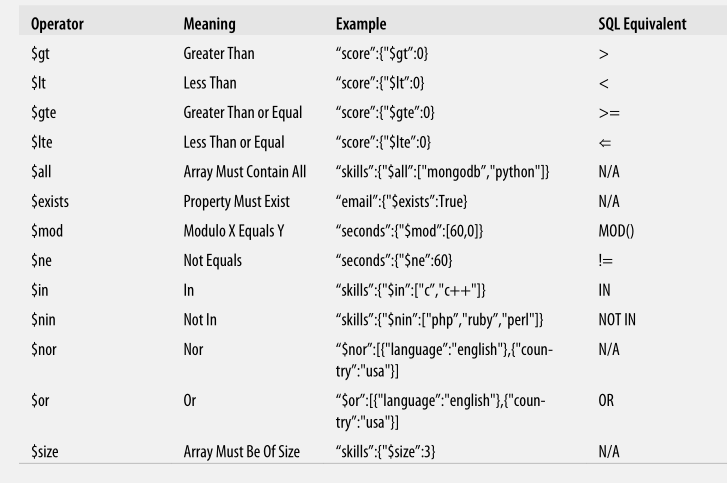 Operator Meaning Example SQL Equivalent
$gt Greater Than “score”:{"$gt”:0} >
$lt Less Than “score”:{"$lt”:0} <
$gte Greater Than or Equal “score”:{"$gte”:0} >=
$lte Less Than or Equal “score”:{"$lte”:0} ⇐
$all Array Must Contain All “skills”:{"$all”:["mongodb”,“python"]} N/A
$exists Property Must Exist “email”:{"$exists”:True} N/A
$mod Modulo X Equals Y “seconds”:{"$mod”:[60,0]} MOD()
$ne Not Equals “seconds”:{"$ne”:60} !=
$in In “skills”:{"$in”:["c”,“c++"]} IN
$nin Not In “skills”:{"$nin”:["php”,“ruby”,“perl"]} NOT IN
$nor Nor “$nor”:[{"language”:“english"},{"coun- N/A
try”:"usa"}]
$or Or “$or”:[{"language”:“english"},{"coun- OR
try”:"usa"}]
$size Array Must Be Of Size “skills”:{"$size”:3} N/A